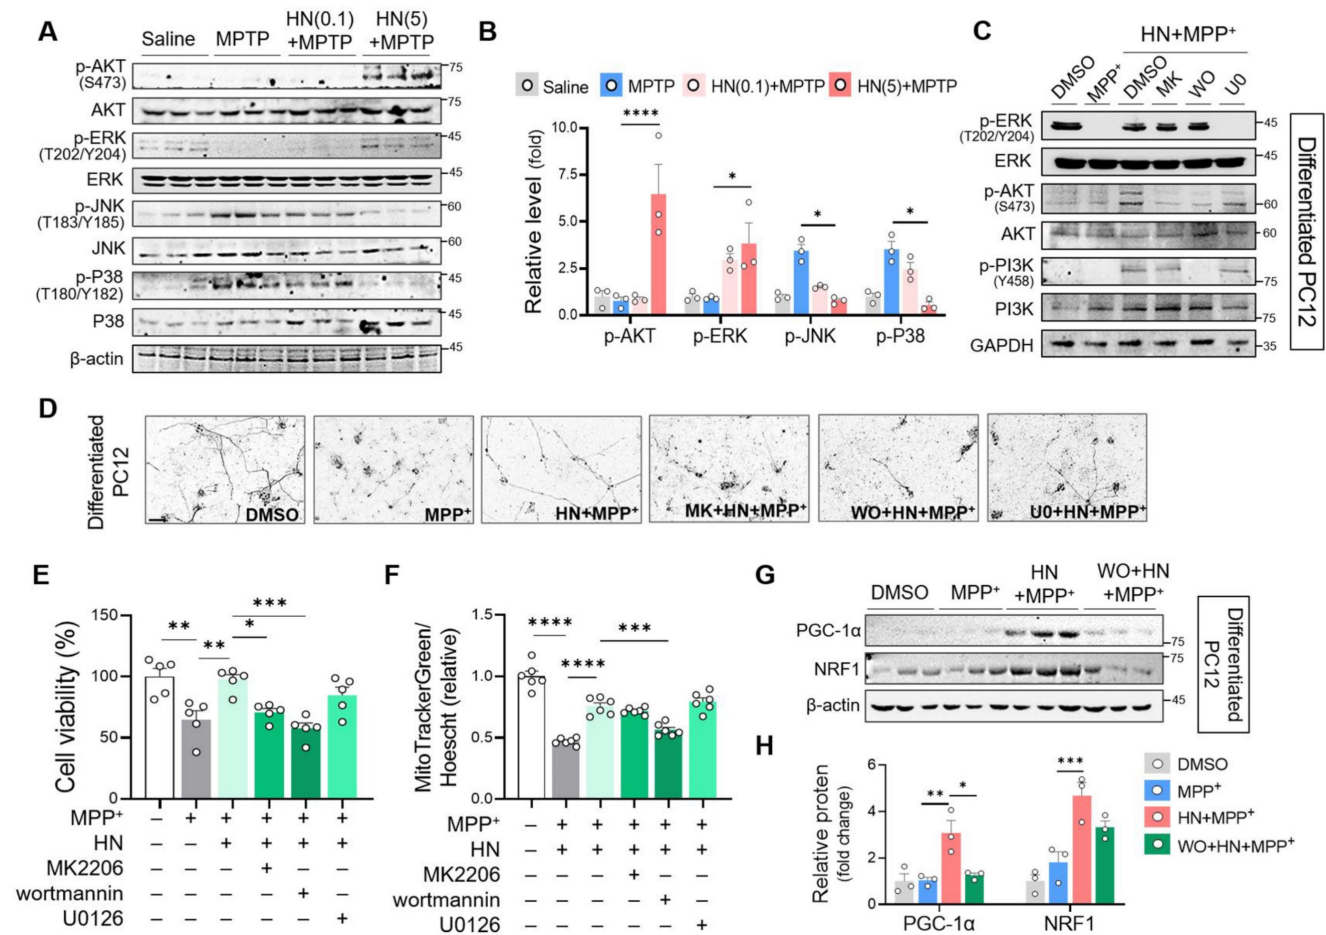 A
Saline MPTP HN(0.1) +MPTP HN(5) +MPTP
p-AKT (S473) 75
AKT 75
p-ERK (T202/Y204) 45
ERK 45
p-JNK (T183/Y185) 60
JNK 60
p-P38 (T180/Y182) 45
P38 45
β-actin 45
B
Saline MPTP HN(0.1)+MPTP HN(5)+MPTP
Relative level (fold)
10.0
7.5
5.0
2.5
0.0
**** * * *
p-AKT p-ERK p-JNK p-P38
C
HN+MPP+
DMSO MPP+ DMSO MK WO U0
p-ERK (T202/Y204) 45
ERK 45
p-AKT (S473) 60
AKT 60
p-PI3K (Y458) 75
PI3K 75
GAPDH 35
Differentiated PC12
D
Differentiated PC12
DMSO MPP+ HN+MPP+ MK+HN+MPP+ WO+HN+MPP+ U0+HN+MPP+
E
Cell viability (%)
150
100
50
0
** ** * ***
MPP+ – + + + + +
HN – – + + + +
MK2206 – – – + – –
wortmannin – – – – + –
U0126 – – – – – +
F
MitoTrackerGreen/ Hoescht (relative)
1.5
1.0
0.5
0.0
**** **** ***
MPP+ – + + + + +
HN – + + + + +
MK2206 – – – + – –
wortmannin – – – – + –
U0126 – – – – – +
G
DMSO MPP+ HN +MPP+ WO+HN +MPP+
PGC-1α 75
NRF1 75 60
β-actin 45
Differentiated PC12
H
Relative proten (fold change)
6
4
2
0
** * ***
PGC-1α NRF1
DMSO
MPP+
HN+MPP+
WO+HN+MPP+